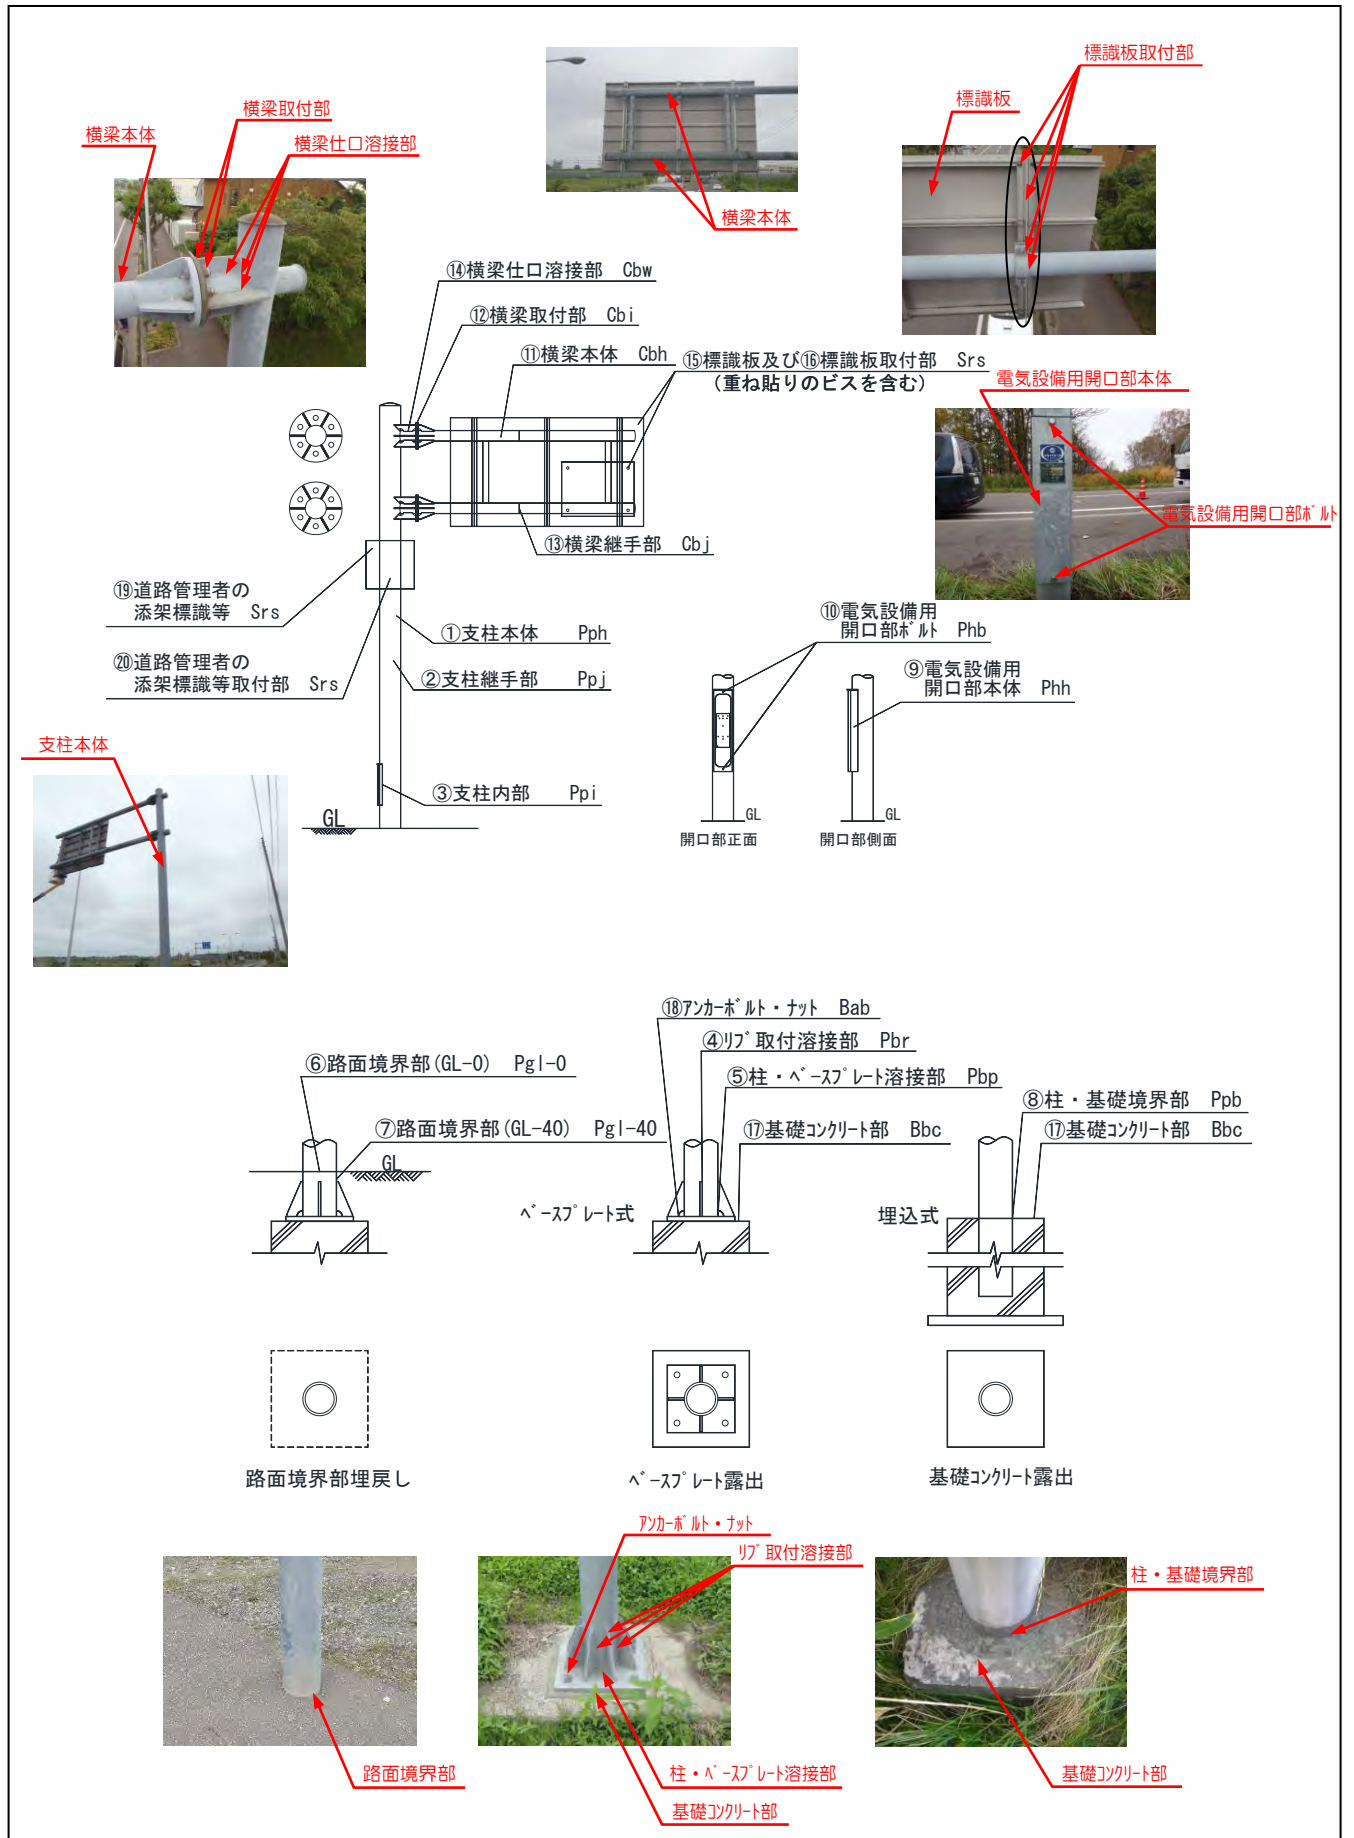 標識板取付部
標識板
横梁取付部
横梁本体
横梁仕口溶接部
横梁本体
⑭横梁仕口溶接部 Cbw
⑫横梁取付部 Cbi
⑪横梁本体 Cbh
⑮標識板及び⑯標識板取付部 Srs
(重ね貼りのビスを含む)
電気設備用開口部本体
電気設備用開口部ﾎﾞﾙﾄ
⑬横梁継手部 Cbj
⑲道路管理者の
添架標識等 Srs
①支柱本体 Pph
⑳道路管理者の
添架標識等取付部 Srs
②支柱継手部 Ppj
⑩電気設備用
開口部ﾎﾞﾙﾄ Phb
⑨電気設備用
開口部本体 Phh
支柱本体
③支柱内部 Ppi
GL
GL
GL
開口部正面
開口部側面
⑱ｱﾝｶｰﾎﾞﾙﾄ・ﾅｯﾄ Bab
④ﾘﾌﾞ取付溶接部 Pbr
⑥路面境界部(GL-0) Pgl-0
⑤柱・ﾍﾞｰｽﾌﾟﾚｰﾄ溶接部 Pbp
⑧柱・基礎境界部 Ppb
⑦路面境界部(GL-40) Pgl-40
⑰基礎ｺﾝｸﾘｰﾄ部 Bbc
⑰基礎ｺﾝｸﾘｰﾄ部 Bbc
GL
ﾍﾞｰｽﾌﾟﾚｰﾄ式
埋込式
路面境界部埋戻し
ﾍﾞｰｽﾌﾟﾚｰﾄ露出
基礎ｺﾝｸﾘｰﾄ露出
ｱﾝｶｰﾎﾞﾙﾄ・ﾅｯﾄ
ﾘﾌﾞ取付溶接部
柱・基礎境界部
路面境界部
柱・ﾍﾞｰｽﾌﾟﾚｰﾄ溶接部
基礎ｺﾝｸﾘｰﾄ部
基礎ｺﾝｸﾘｰﾄ部